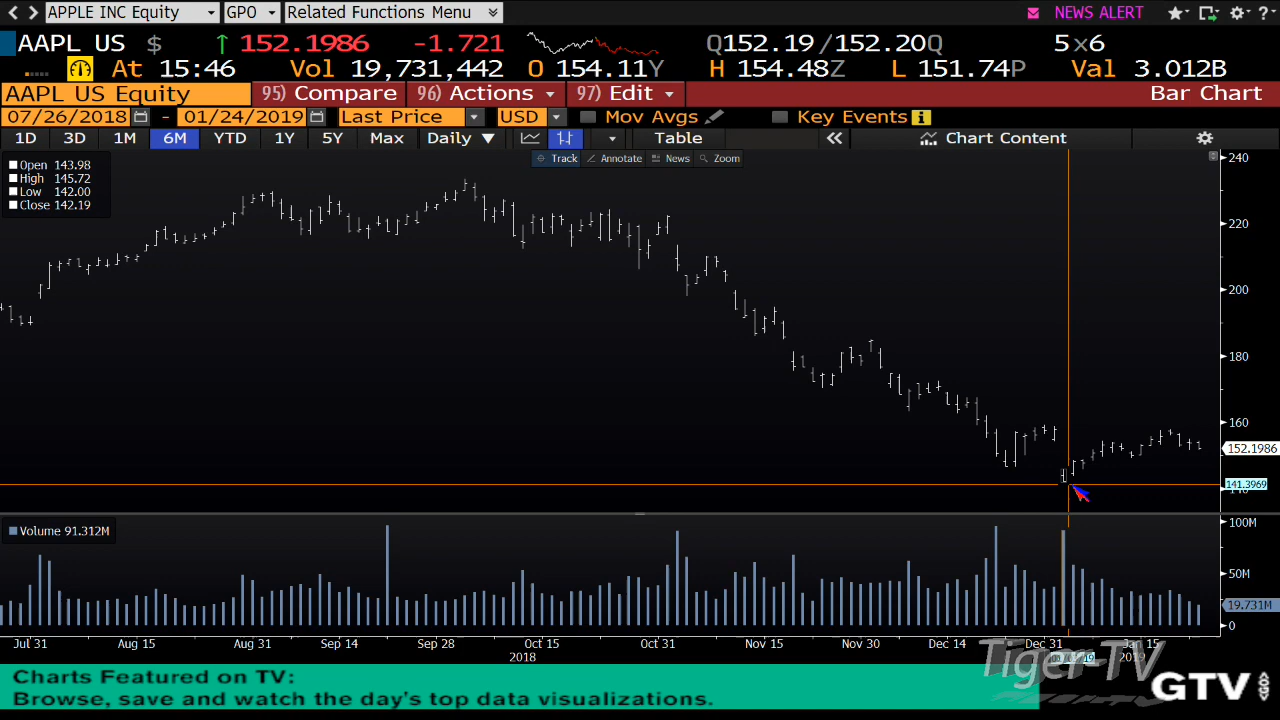 APPLE INC Equity GPO Related Functions Menu NEWS ALERT ?
AAPL US $ ↑ 152.1986 -1.721 Q152.19/152.20Q 5x6
At 15:46 Vol 19,731,442 O 154.11Y H 154.48Z L 151.74P Val 3.012B
AAPL US Equity 95) Compare 96) Actions 97) Edit Bar Chart
07/26/2018 - 01/24/2019 Last Price USD Mov Avgs Key Events
1D 3D 1M 6M YTD 1Y 5Y Max Daily ▼ Table « Chart Content
Track Annotate News Zoom
Open 143.98
High 145.72
Low 142.00
Close 142.19
240
220
200
180
160
152.1986
141.3969
Volume 91.312M
100M
50M
19.731M
0
Jul 31 Aug 15 Aug 31 Sep 14 Sep 28 Oct 15 Oct 31 Nov 15 Nov 30 Dec 14 Dec 31 Jan 15
2018 2019
Tiger-TV
GTV
Charts Featured on TV:
Browse, save and watch the day's top data visualizations.